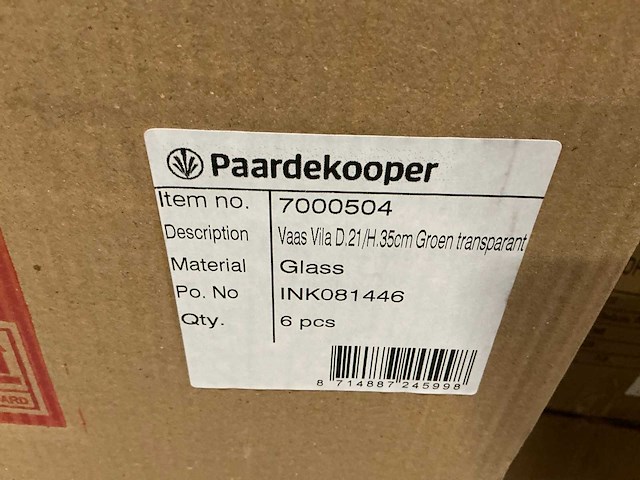 Paardekooper
Item no. 7000504
Description Vaas Vila D.21/H.35cm Groen transparant
Material Glass
Po. No INK081446
Qty. 6 pcs
8 714887 245998